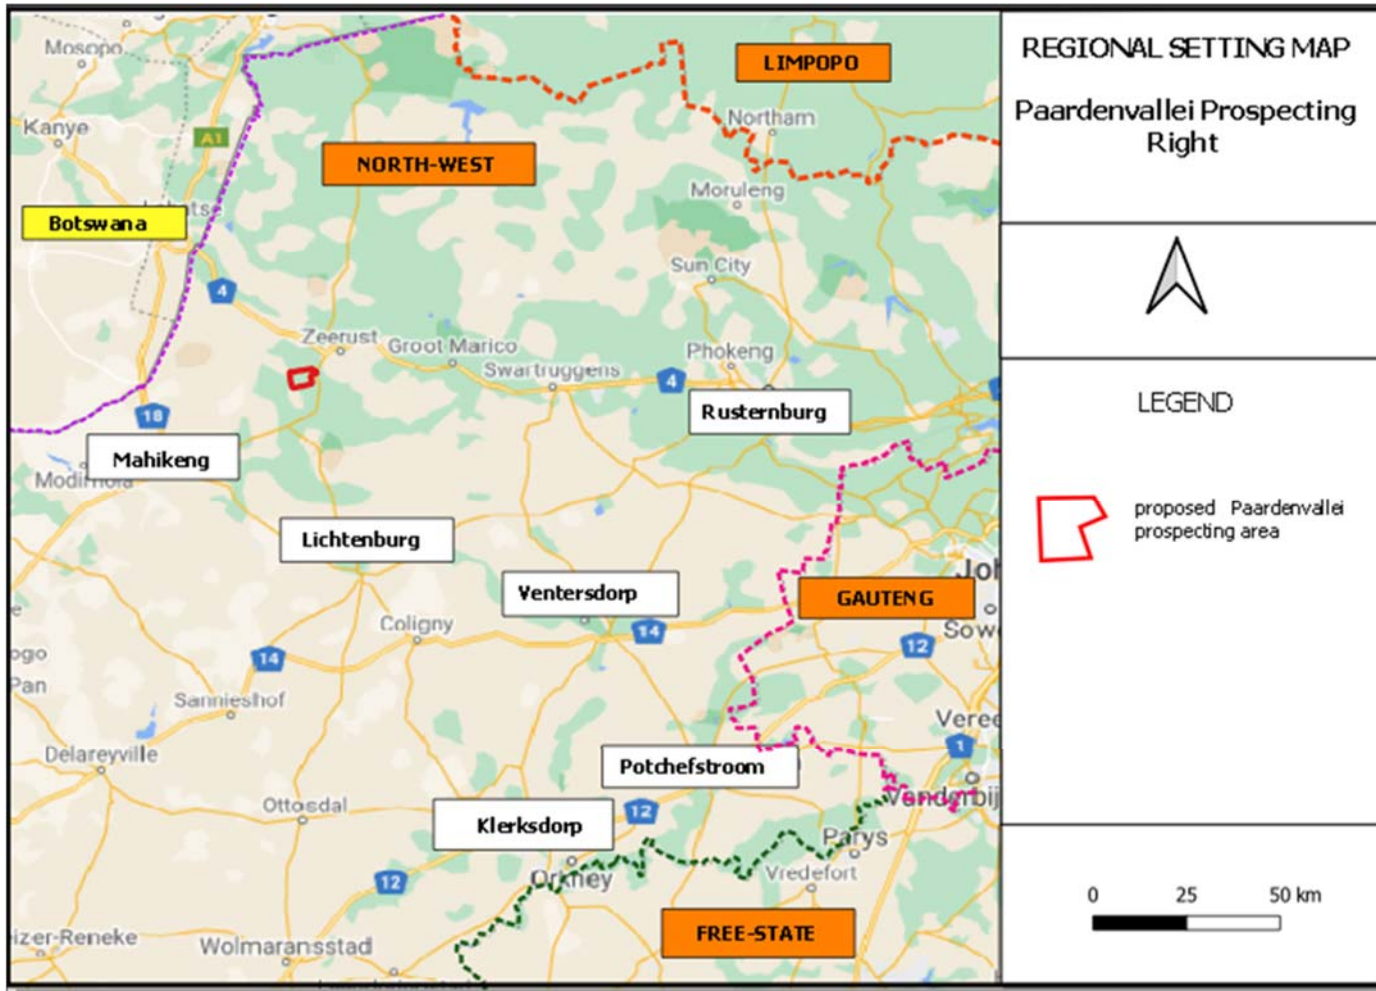 REGIONAL SETTING MAP
Paardenvallei Prospecting
Right
LEGEND
proposed Paardenvallei
prospecting area
0 25 50 km
Mosopo
LIMPOPO
Kanye
A1
Northam
NORTH-WEST
Moruleng
Botswana
Sun City
4
Zeerust
Groot Marico
Phokeng
Swartruggens
4
18
Rusternburg
Mahikeng
Lichtenburg
Ventersdorp
GAUTENG
Coligny
14
12
14
Sannieshof
1
Delareyville
Potchefstroom
Ottosdal
12
Klerksdorp
Parys
12
Orkney
Vredefort
FREE-STATE
Wolmaransstad